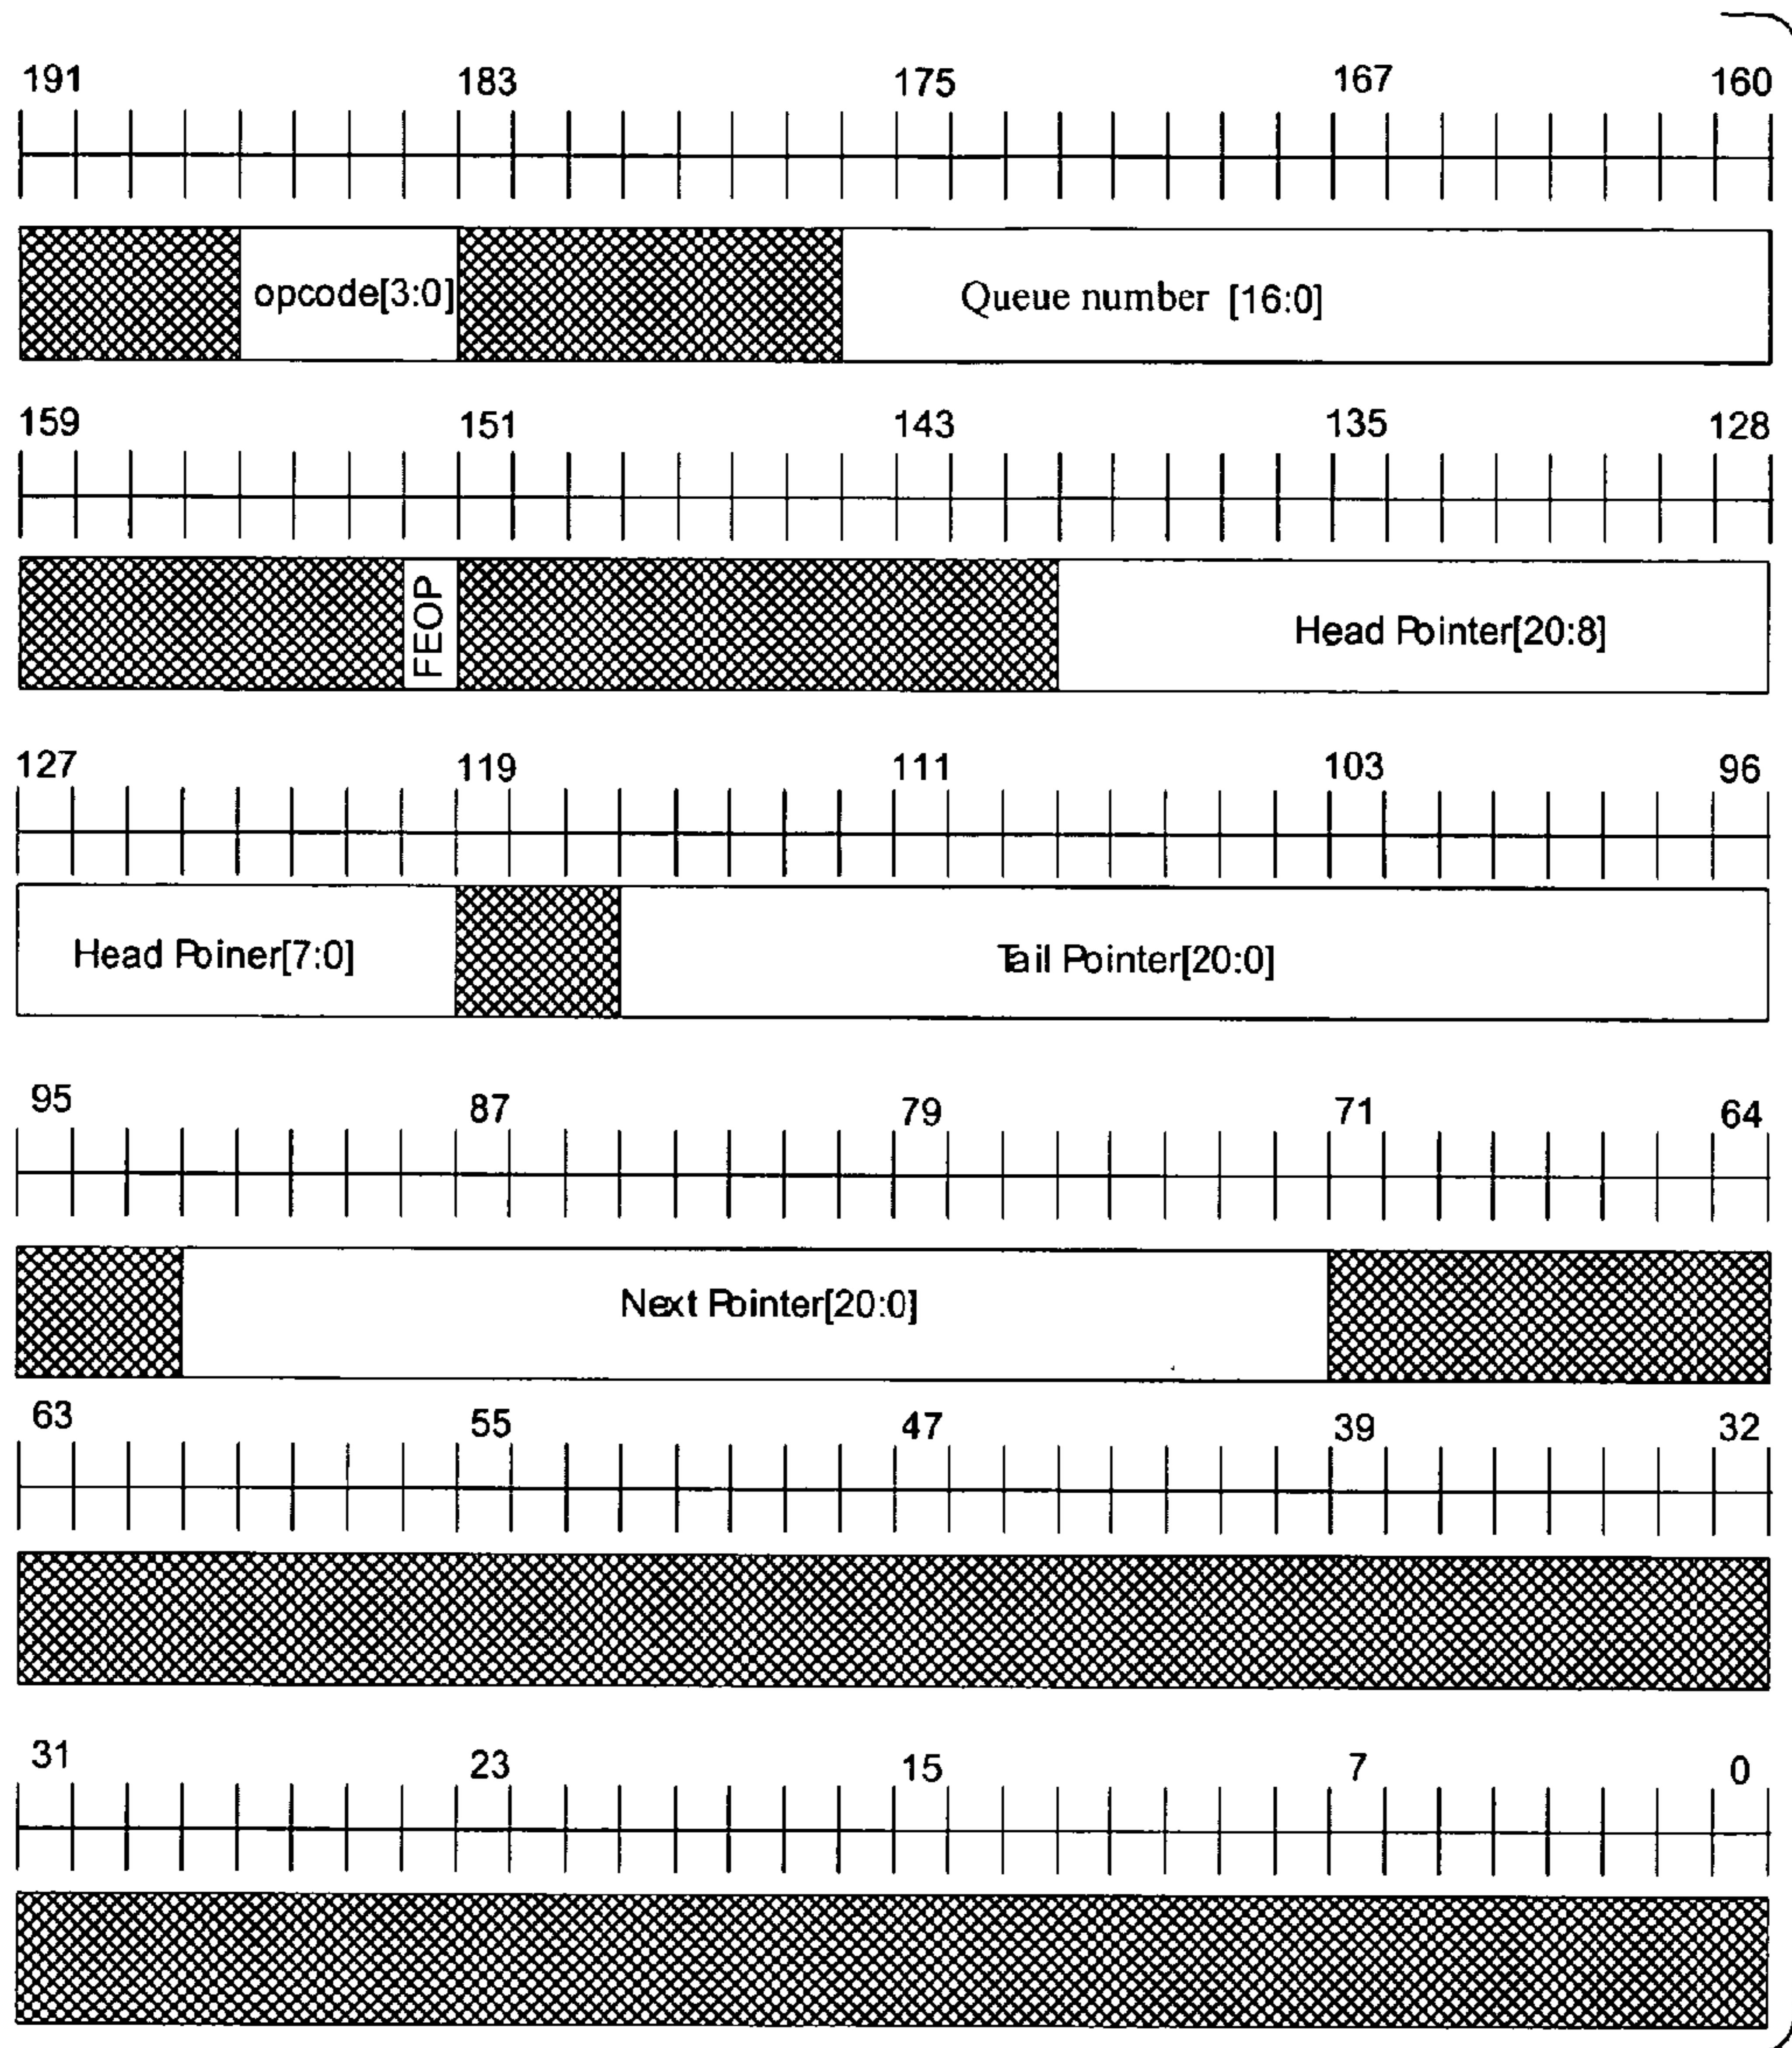 191 183 175 167 160
opcode[3:0] Queue number [16:0]
159 151 143 135 128
FEOP Head Pointer[20:8]
127 119 111 103 96
Head Poiner[7:0] Tail Pointer[20:0]
95 87 79 71 64
Next Pointer[20:0]
63 55 47 39 32
31 23 15 7 0